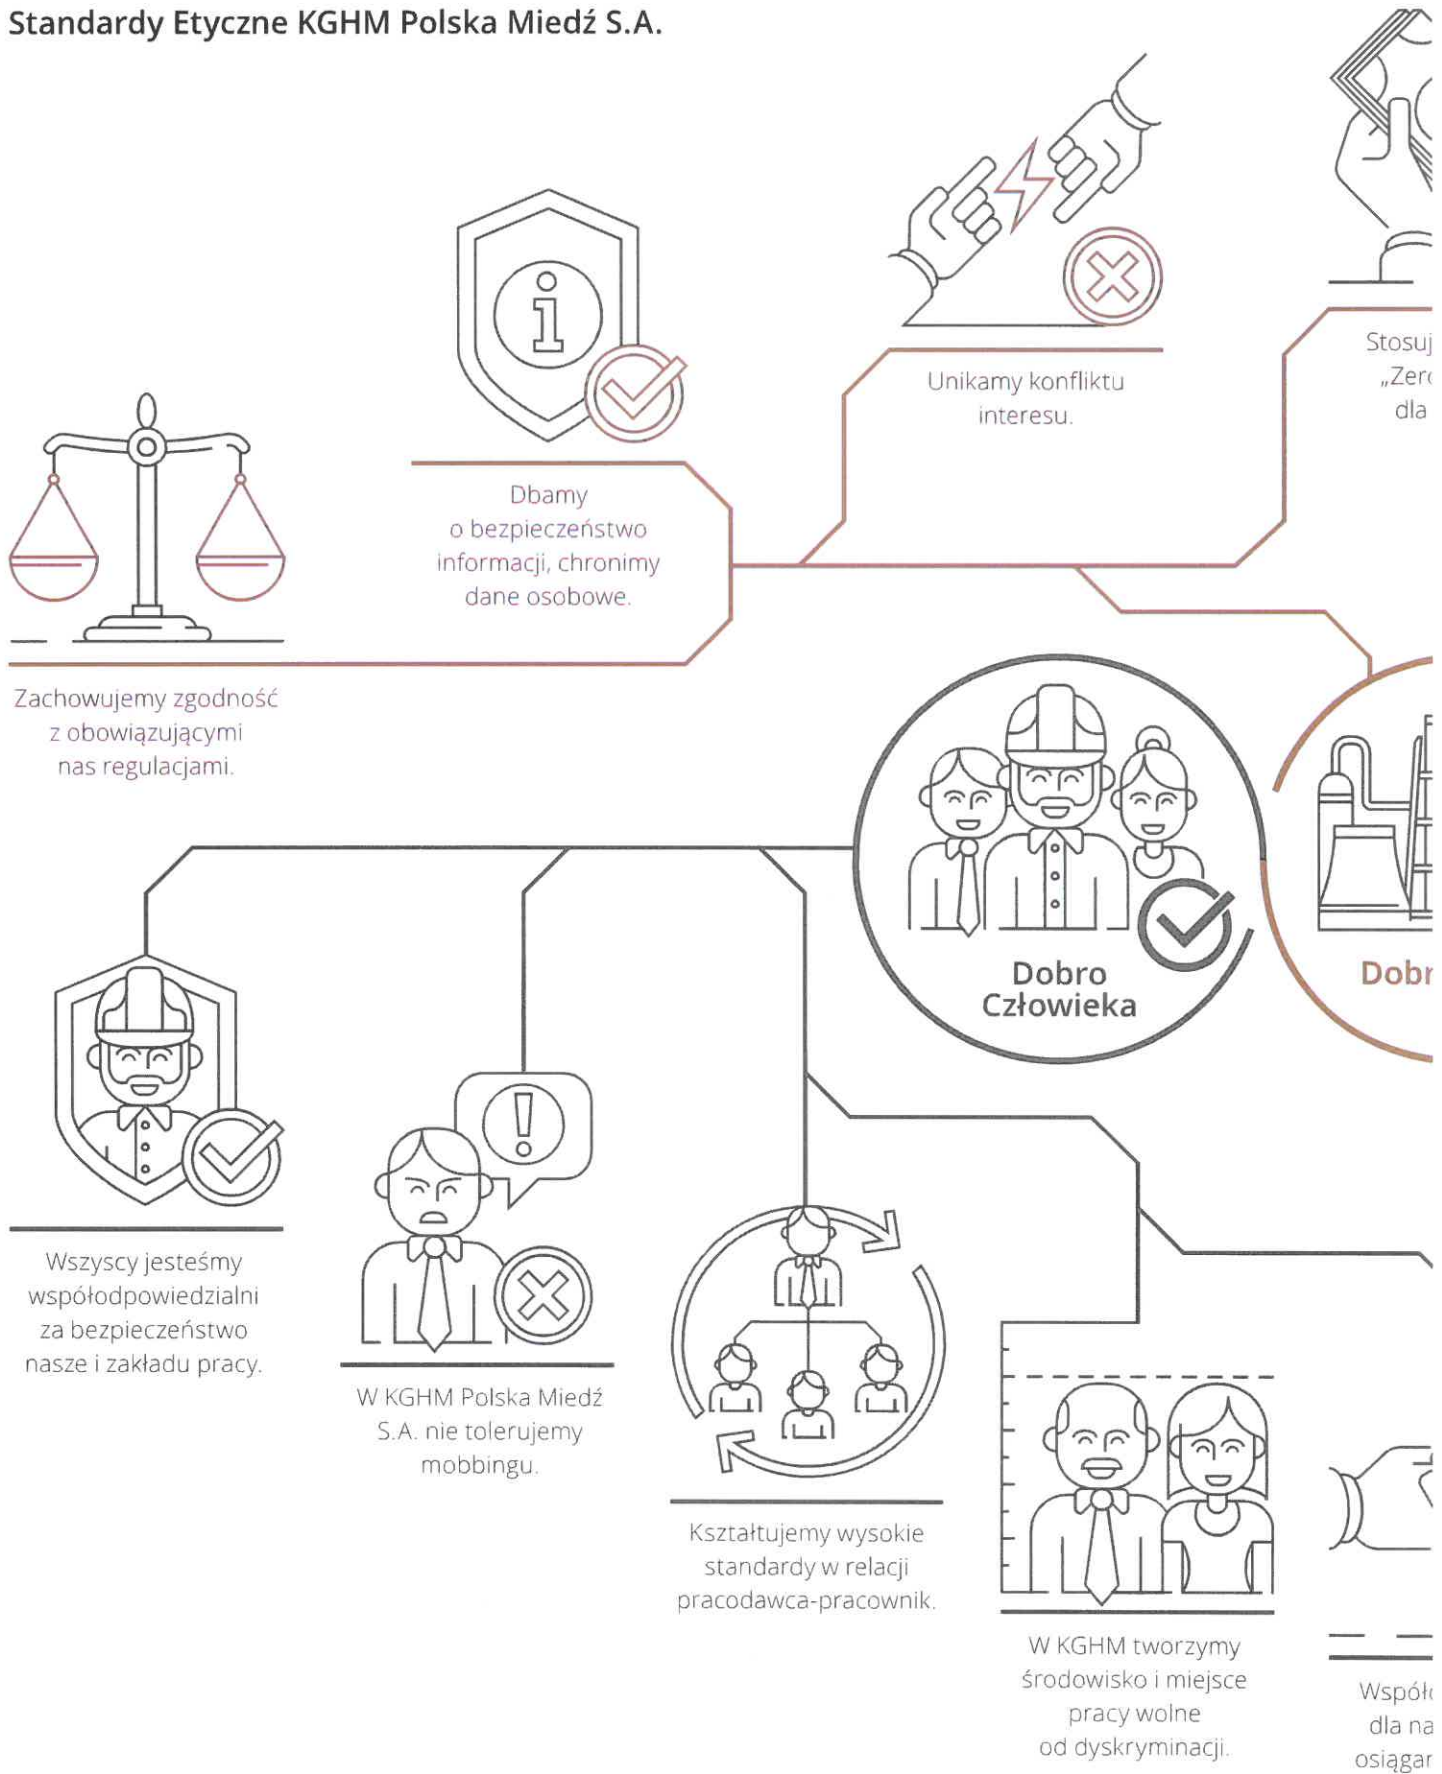 Standardy Etyczne KGHM Polska Miedź S.A.
Unikamy konfliktu
interesu.
dla
Dbamy
o bezpieczeństwo
informacji, chronimy
dane osobowe.
Zachowujemy zgodność
z obowiązującymi
nas regulacjami.
Dobro
Człowieka
Wszyscy jesteśmy
współodpowiedzialni
za bezpieczeństwo
nasze i zakładu pracy.
W KGHM Polska Miedź
S.A. nie tolerujemy
mobbingu.
Kształtujemy wysokie
standardy w relacji
pracodawca-pracownik.
W KGHM tworzymy
środowisko i miejsce
pracy wolne
od dyskryminacji.
dla